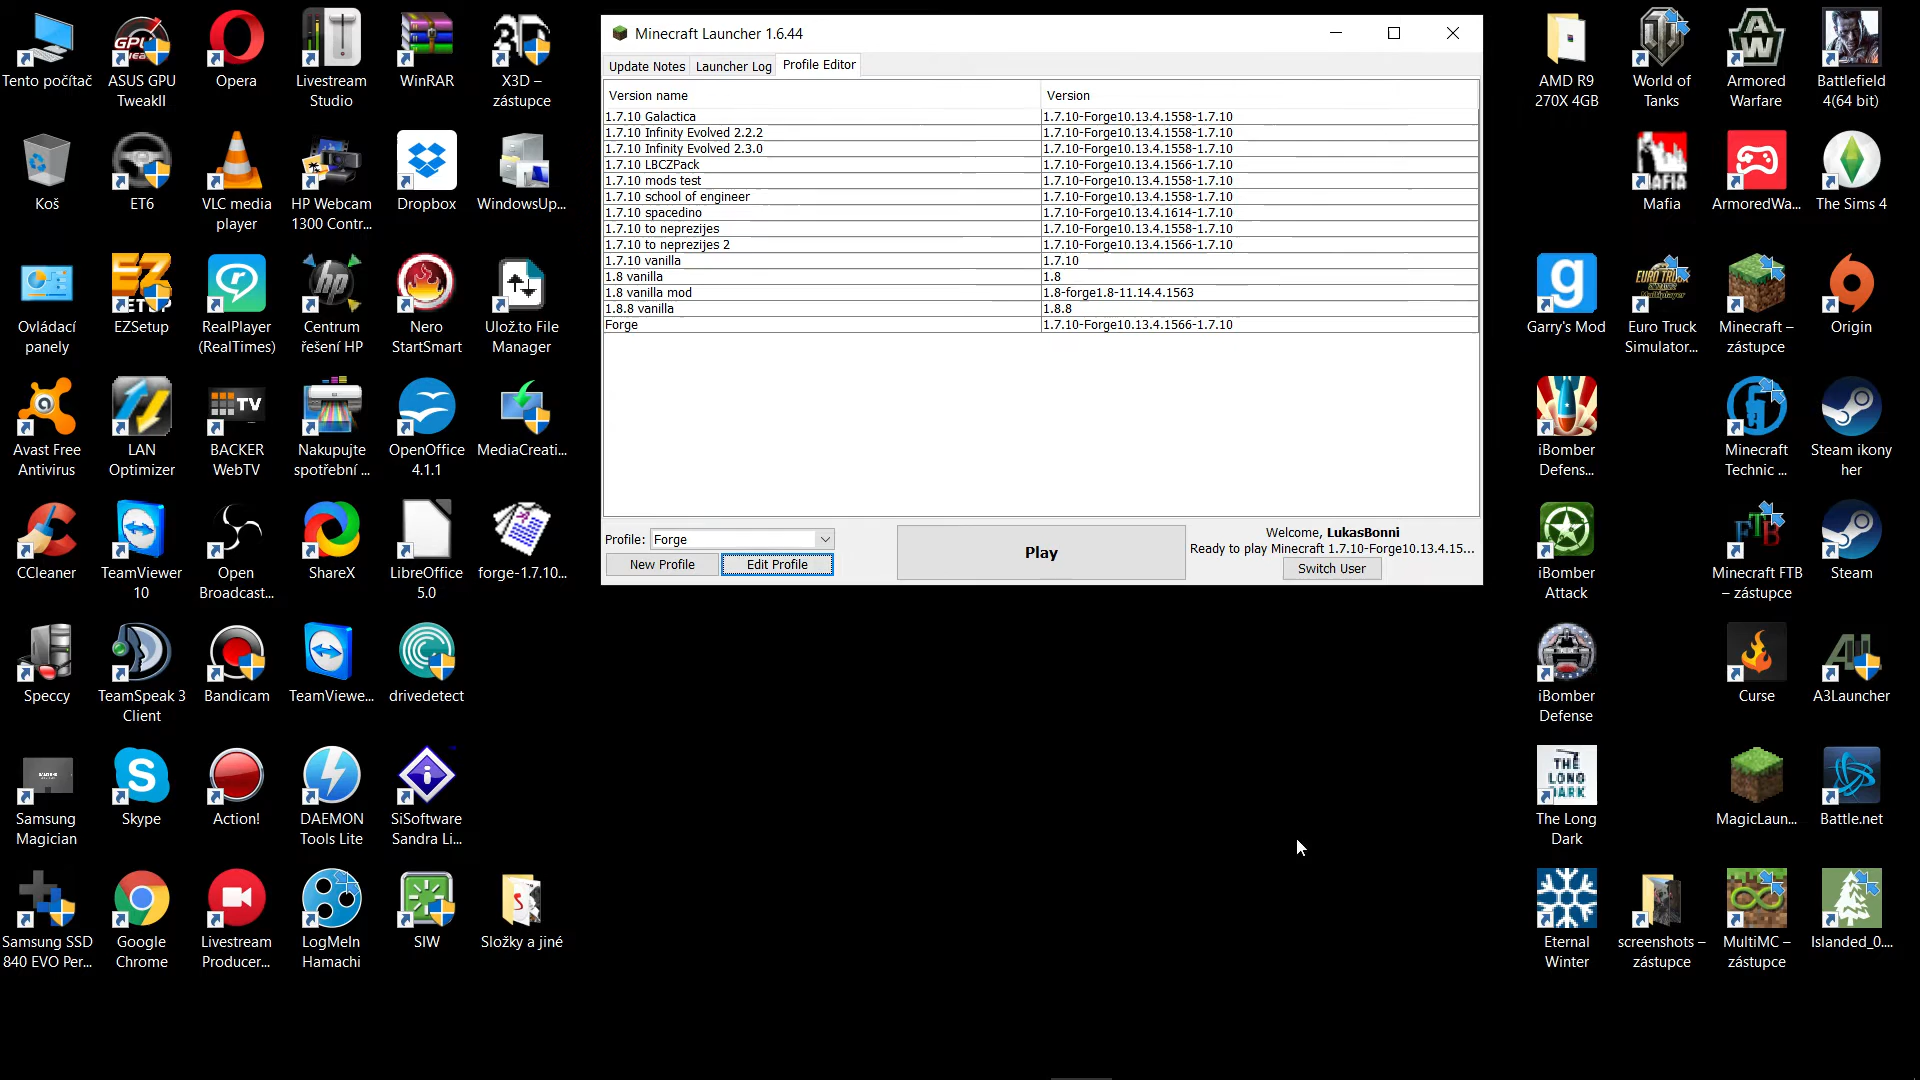 Tento počítač
ASUS GPU
TweakII
Opera
Livestream
Studio
WinRAR
X3D –
zástupce
Koš
ET6
VLC media
player
HP Webcam
1300 Contr...
Dropbox
WindowsUp...
Ovládací
panely
EZSetup
RealPlayer
(RealTimes)
Centrum
řešení HP
Nero
StartSmart
Ulož.to File
Manager
Avast Free
Antivirus
LAN
Optimizer
BACKER
WebTV
Nakupujte
spotřební ...
OpenOffice
4.1.1
MediaCreati...
CCleaner
TeamViewer
10
Open
Broadcast...
ShareX
LibreOffice
5.0
forge-1.7.10...
Speccy
TeamSpeak 3
Client
Bandicam
TeamViewe...
drivedetect
Samsung
Magician
Skype
Action!
DAEMON
Tools Lite
SiSoftware
Sandra Li...
Samsung SSD
840 EVO Per...
Google
Chrome
Livestream
Producer...
LogMeIn
Hamachi
SIW
Složky a jiné
Minecraft Launcher 1.6.44
Update Notes
Launcher Log
Profile Editor
Version name
Version
1.7.10 Galactica
1.7.10-Forge10.13.4.1558-1.7.10
1.7.10 Infinity Evolved 2.2.2
1.7.10-Forge10.13.4.1558-1.7.10
1.7.10 Infinity Evolved 2.3.0
1.7.10-Forge10.13.4.1558-1.7.10
1.7.10 LBCZPack
1.7.10-Forge10.13.4.1566-1.7.10
1.7.10 mods test
1.7.10-Forge10.13.4.1558-1.7.10
1.7.10 school of engineer
1.7.10-Forge10.13.4.1558-1.7.10
1.7.10 spacedino
1.7.10-Forge10.13.4.1614-1.7.10
1.7.10 to neprezijes
1.7.10-Forge10.13.4.1558-1.7.10
1.7.10 to neprezijes 2
1.7.10-Forge10.13.4.1566-1.7.10
1.7.10 vanilla
1.7.10
1.8 vanilla
1.8
1.8 vanilla mod
1.8-forge1.8-11.14.4.1563
1.8.8 vanilla
1.8.8
Forge
1.7.10-Forge10.13.4.1566-1.7.10
Profile:
Forge
New Profile
Edit Profile
Play
Welcome, LukasBonni
Ready to play Minecraft 1.7.10-Forge10.13.4.15...
Switch User
AMD R9
270X 4GB
World of
Tanks
Armored
Warfare
Battlefield
4(64 bit)
Mafia
ArmoredWa...
The Sims 4
Garry's Mod
Euro Truck
Simulator...
Minecraft –
zástupce
Origin
iBomber
Defens...
Minecraft
Technic ...
Steam ikony
her
iBomber
Attack
Minecraft FTB
– zástupce
Steam
iBomber
Defense
Curse
A3Launcher
The Long
Dark
MagicLaun...
Battle.net
Eternal
Winter
screenshots –
zástupce
MultiMC –
zástupce
Islanded_0....